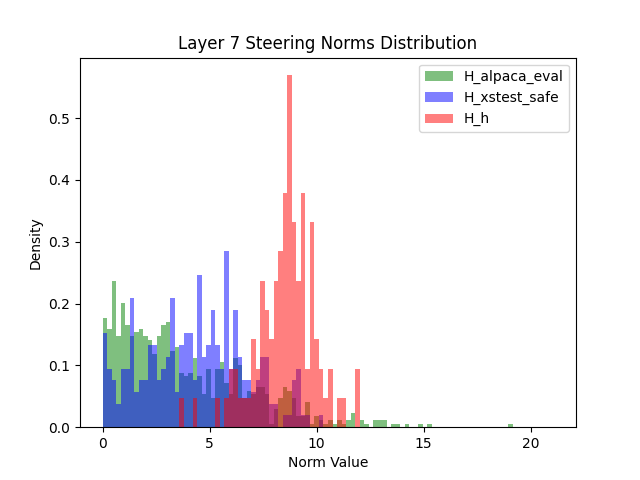 Layer 7 Steering Norms Distribution
H_alpaca_eval
H_xstest_safe
H_h
Density
0.5
0.4
0.3
0.2
0.1
0.0
0
5
10
15
20
Norm Value